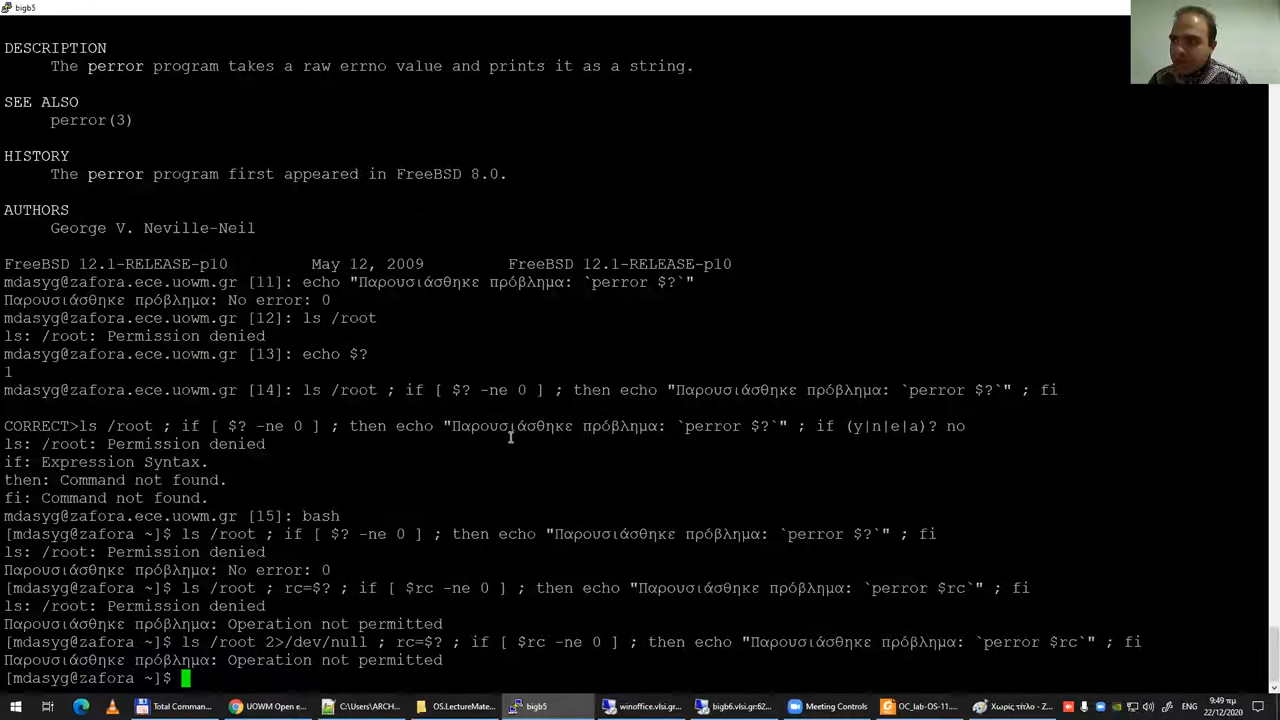 bigb5
DESCRIPTION
The perror program takes a raw errno value and prints it as a string.
SEE ALSO
perror(3)
HISTORY
The perror program first appeared in FreeBSD 8.0.
AUTHORS
George V. Neville-Neil
FreeBSD 12.1-RELEASE-p10 May 12, 2009 FreeBSD 12.1-RELEASE-p10
mdasyg@zafora.ece.uowm.gr [11]: echo "Παρουσιάσθηκε πρόβλημα: `perror $?`"
Παρουσιάσθηκε πρόβλημα: No error: 0
mdasyg@zafora.ece.uowm.gr [12]: ls /root
ls: /root: Permission denied
mdasyg@zafora.ece.uowm.gr [13]: echo $?
1
mdasyg@zafora.ece.uowm.gr [14]: ls /root ; if [ $? -ne 0 ] ; then echo "Παρουσιάσθηκε πρόβλημα: `perror $?`" ; fi
CORRECT>ls /root ; if [ $? -ne 0 ] ; then echo "Παρουσιάσθηκε πρόβλημα: `perror $?`" ; if (y|n|e|a)? no
ls: /root: Permission denied
if: Expression Syntax.
then: Command not found.
fi: Command not found.
mdasyg@zafora.ece.uowm.gr [15]: bash
[mdasyg@zafora ~]$ ls /root ; if [ $? -ne 0 ] ; then echo "Παρουσιάσθηκε πρόβλημα: `perror $?`" ; fi
ls: /root: Permission denied
Παρουσιάσθηκε πρόβλημα: No error: 0
[mdasyg@zafora ~]$ ls /root ; rc=$? ; if [ $rc -ne 0 ] ; then echo "Παρουσιάσθηκε πρόβλημα: `perror $rc`" ; fi
ls: /root: Permission denied
Παρουσιάσθηκε πρόβλημα: Operation not permitted
[mdasyg@zafora ~]$ ls /root 2>/dev/null ; rc=$? ; if [ $rc -ne 0 ] ; then echo "Παρουσιάσθηκε πρόβλημα: `perror $rc`" ; fi
Παρουσιάσθηκε πρόβλημα: Operation not permitted
[mdasyg@zafora ~]$
Total Comman... UOWM Open e... C:\Users\ARCH... OS.LectureMate... bigb5 winoffice.vlsi.gr... bigb6.vlsi.gr:62... Meeting Controls OC_lab-OS-11.... Χωρίς τίτλο - Ζ... ENG 9:49 πμ
22/12/2020